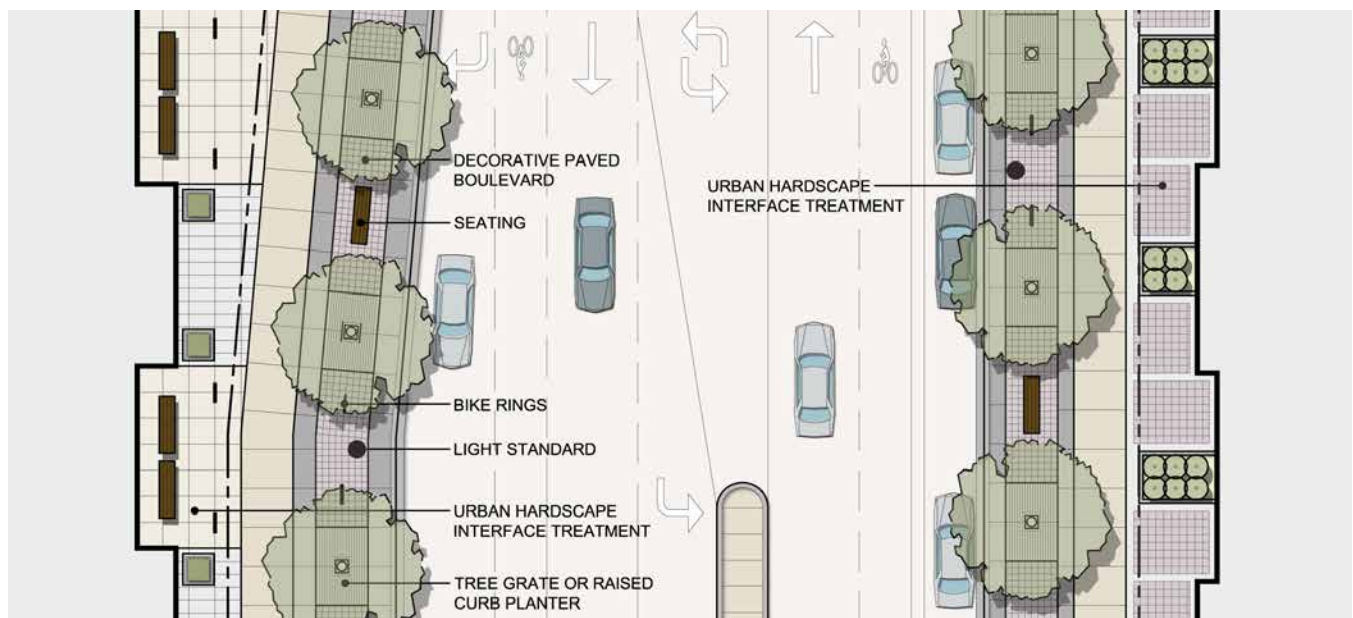 DECORATIVE PAVED
BOULEVARD
SEATING
URBAN HARDSCAPE
INTERFACE TREATMENT
BIKE RINGS
LIGHT STANDARD
URBAN HARDSCAPE
INTERFACE TREATMENT
TREE GRATE OR RAISED
CURB PLANTER